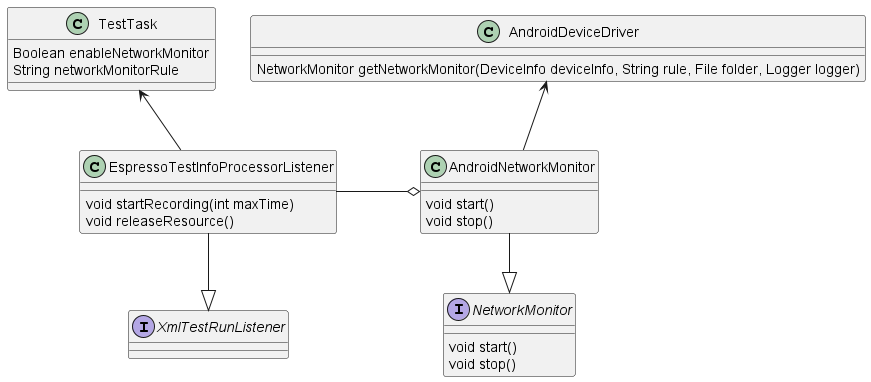 C TestTask
Boolean enableNetworkMonitor
String networkMonitorRule
C AndroidDeviceDriver
NetworkMonitor getNetworkMonitor(DeviceInfo deviceInfo, String rule, File folder, Logger logger)
C EspressoTestInfoProcessorListener
void startRecording(int maxTime)
void releaseResource()
C AndroidNetworkMonitor
void start()
void stop()
I XmlTestRunListener
I NetworkMonitor
void start()
void stop()